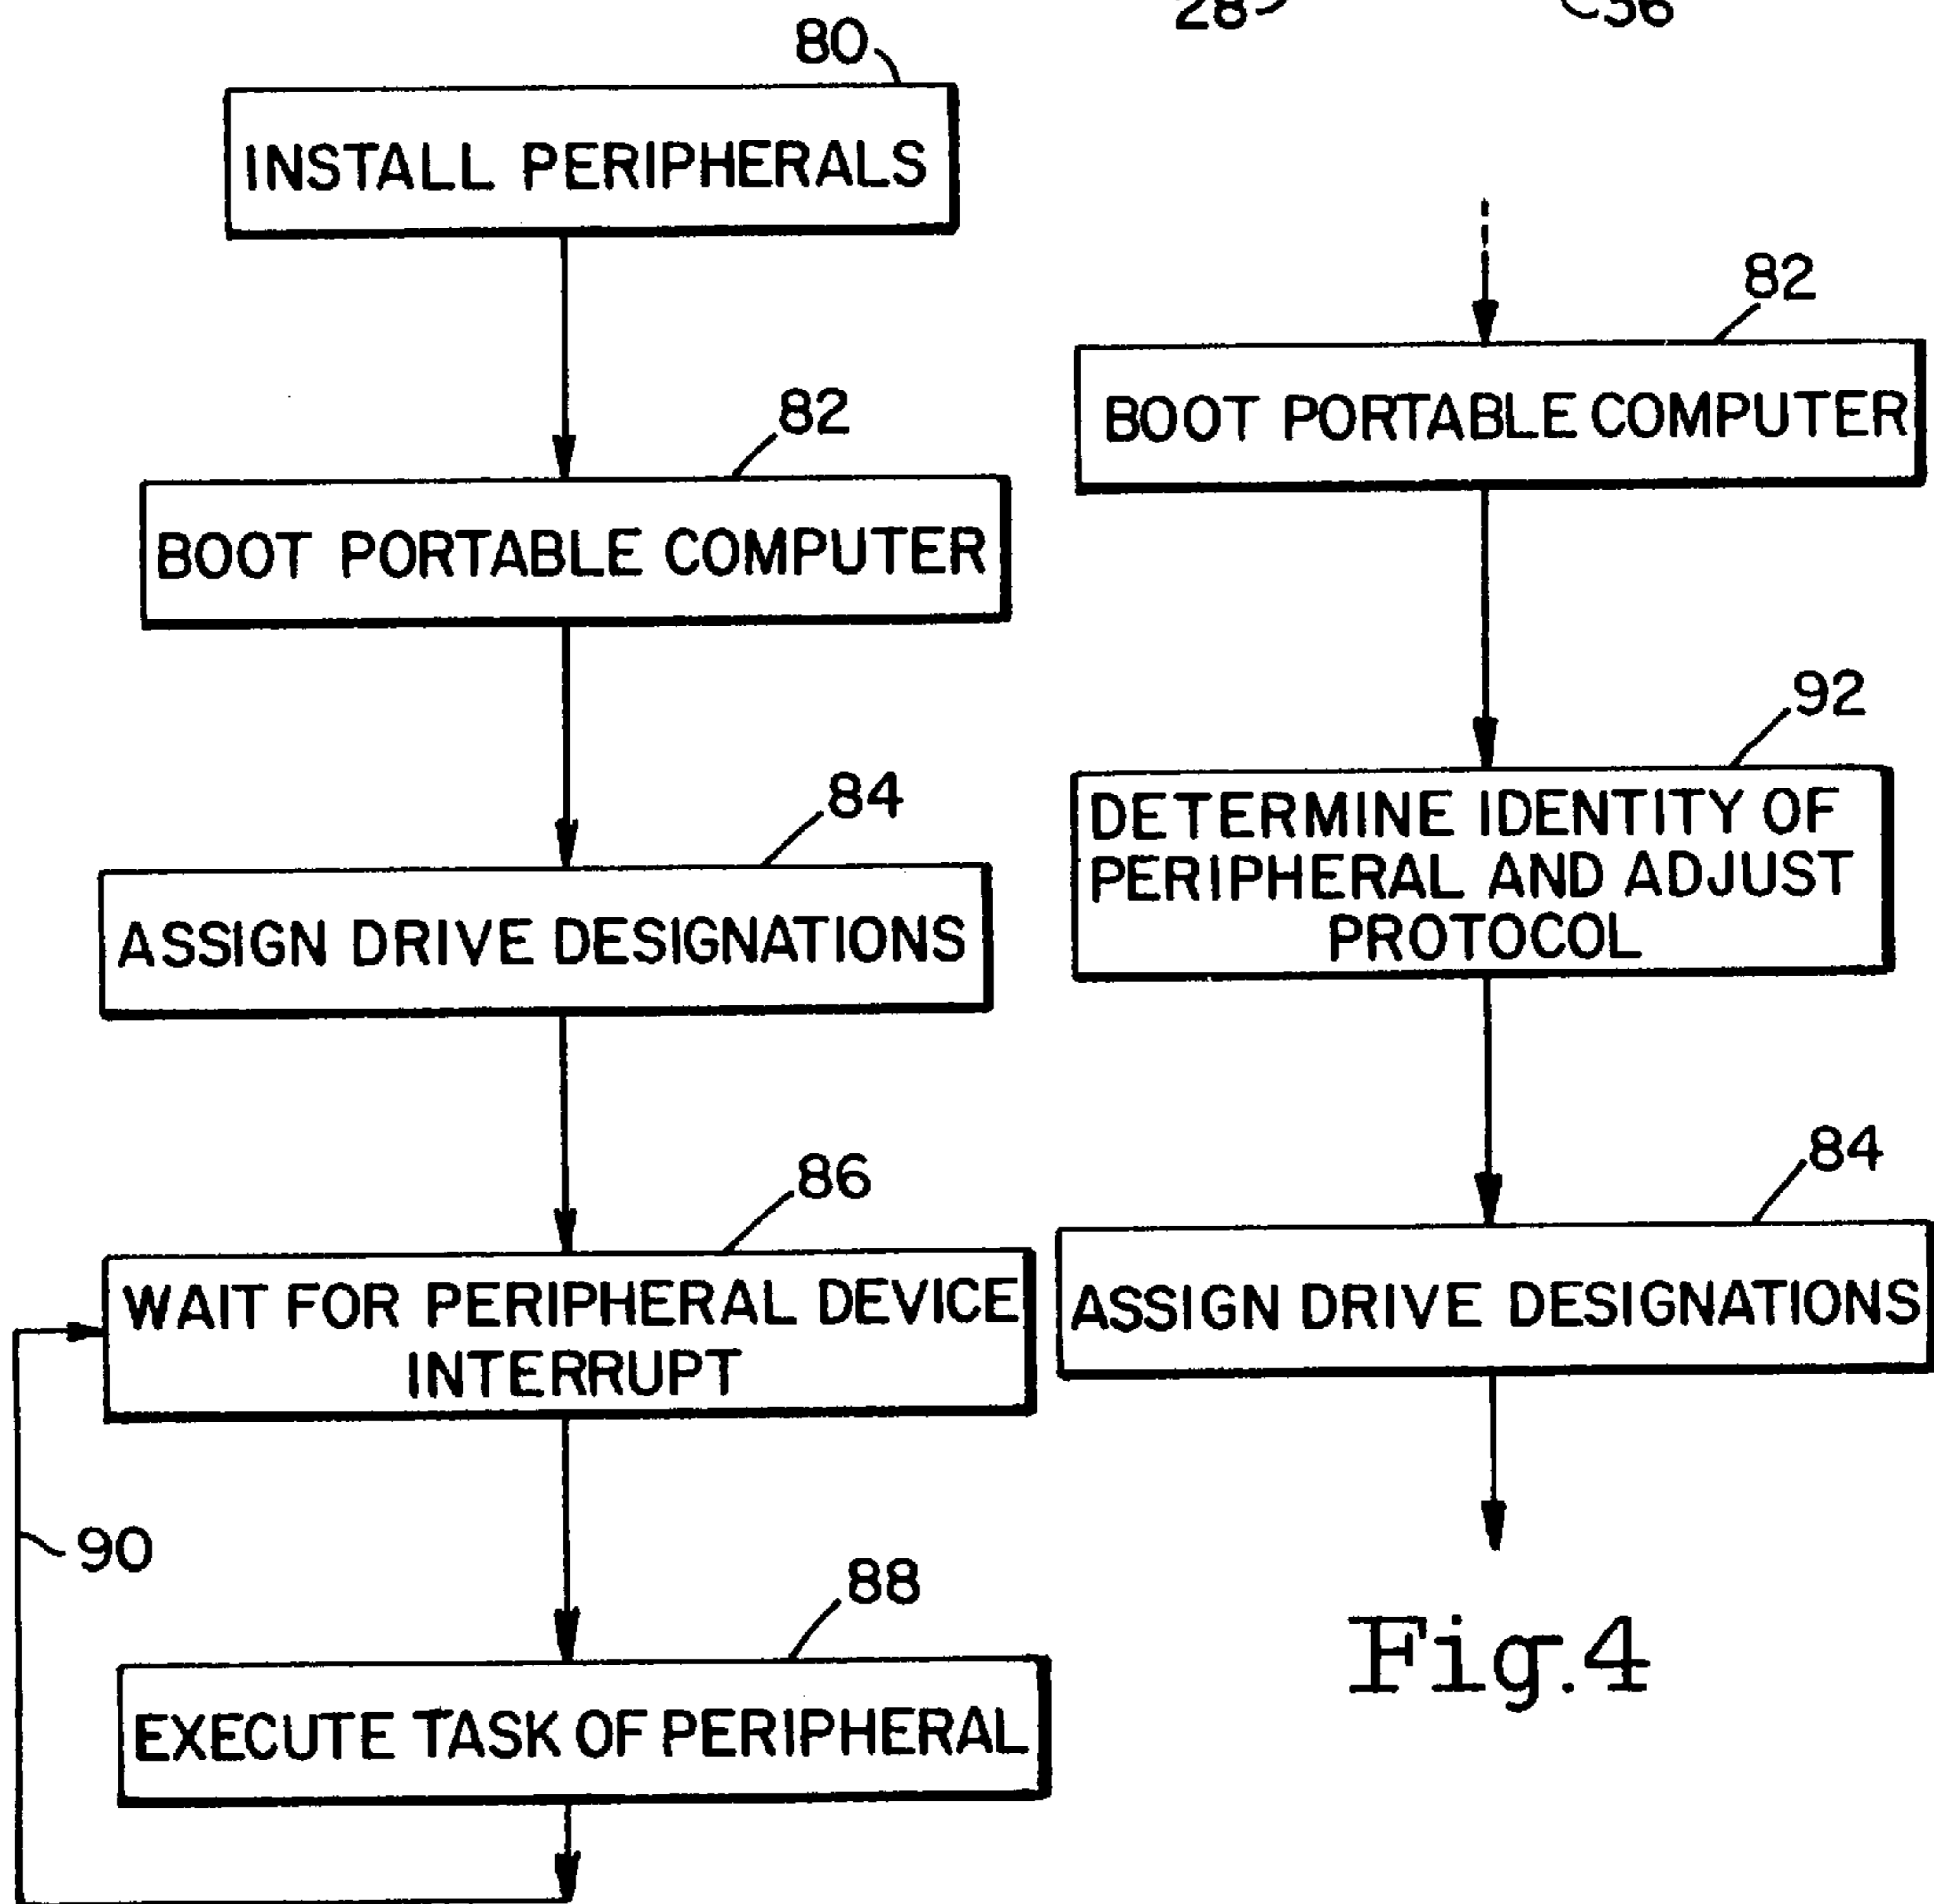 28
36
80
INSTALL PERIPHERALS
82
BOOT PORTABLE COMPUTER
84
ASSIGN DRIVE DESIGNATIONS
86
WAIT FOR PERIPHERAL DEVICE
INTERRUPT
90
88
EXECUTE TASK OF PERIPHERAL
82
BOOT PORTABLE COMPUTER
92
DETERMINE IDENTITY OF
PERIPHERAL AND ADJUST
PROTOCOL
84
ASSIGN DRIVE DESIGNATIONS
Fig.4